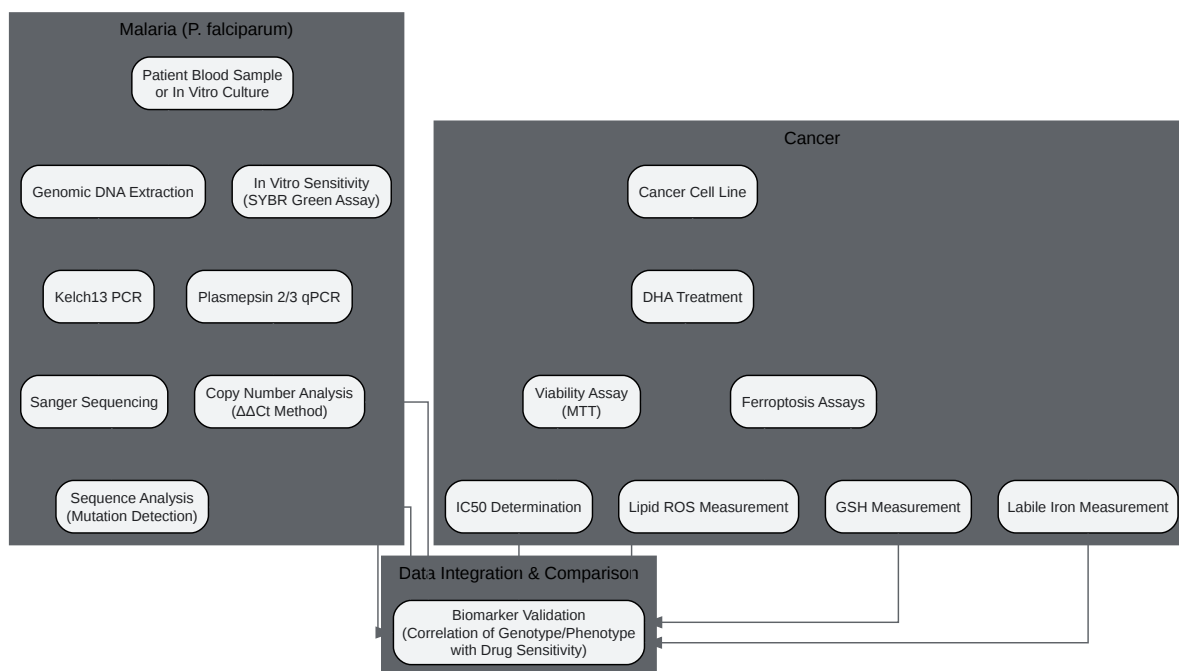 Malaria (P. falciparum)
Patient Blood Sample
or In Vitro Culture
Genomic DNA Extraction
In Vitro Sensitivity
(SYBR Green Assay)
Kelch13 PCR
Plasmepsin 2/3 qPCR
Sanger Sequencing
Copy Number Analysis
(ΔΔCt Method)
Sequence Analysis
(Mutation Detection)
Cancer
Cancer Cell Line
DHA Treatment
Viability Assay
(MTT)
Ferroptosis Assays
IC50 Determination
Lipid ROS Measurement
GSH Measurement
Labile Iron Measurement
Data Integration & Comparison
Biomarker Validation
(Correlation of Genotype/Phenotype
with Drug Sensitivity)